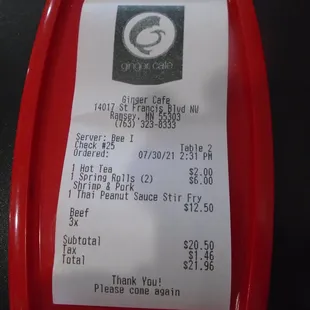 ginger cafe
Ginger Cafe
14017 St Francis Blvd NW
Ramsey, MN 55303
(763) 323-8333
Server: Bee I
Check #25 Table 2
Ordered: 07/30/21 2:31 PM
1 Hot Tea $2.00
1 Spring Rolls (2) $6.00
Shrimp & Pork
1 Thai Peanut Sauce Stir Fry
$12.50
Beef
3x
Subtotal $20.50
Tax $1.46
Total $21.96
Thank You!
Please come again